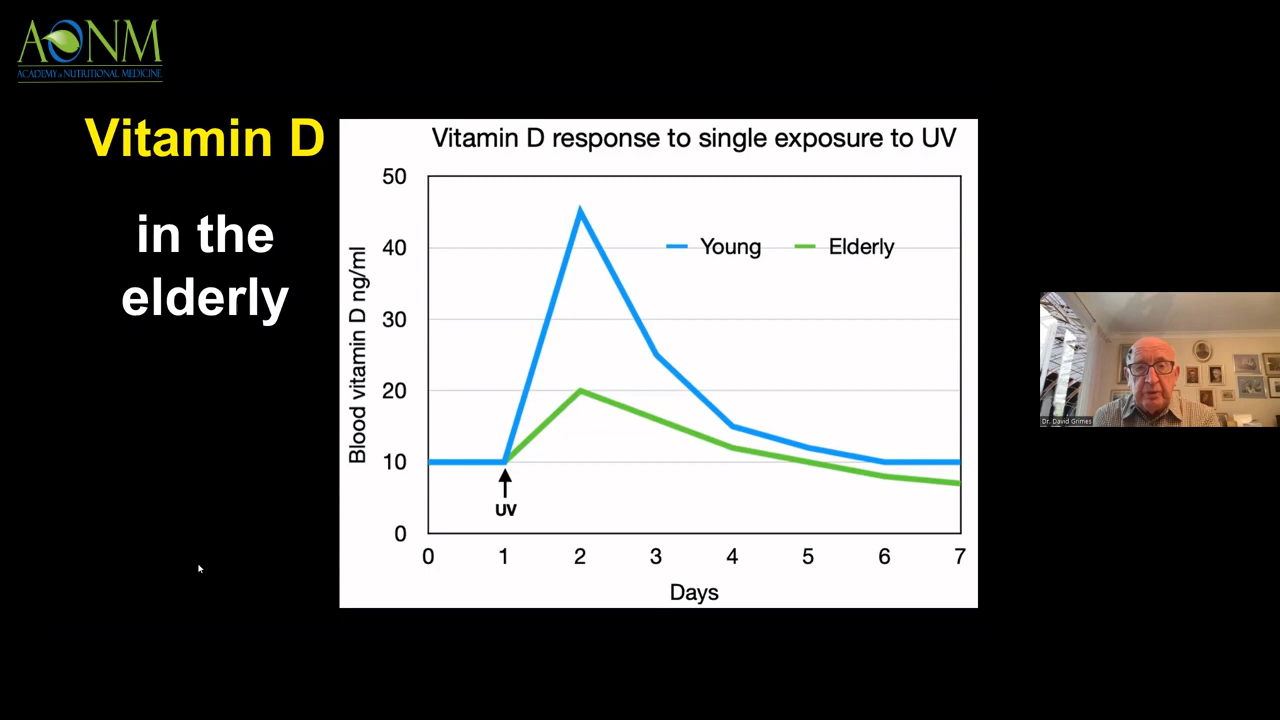 AONM
ACADEMY of NUTRITIONAL MEDICINE
Vitamin D
in the
elderly
Vitamin D response to single exposure to UV
Young
Elderly
Blood vitamin D ng/ml
50
40
30
20
10
0
UV
0 1 2 3 4 5 6 7
Days
Dr. David Grimes